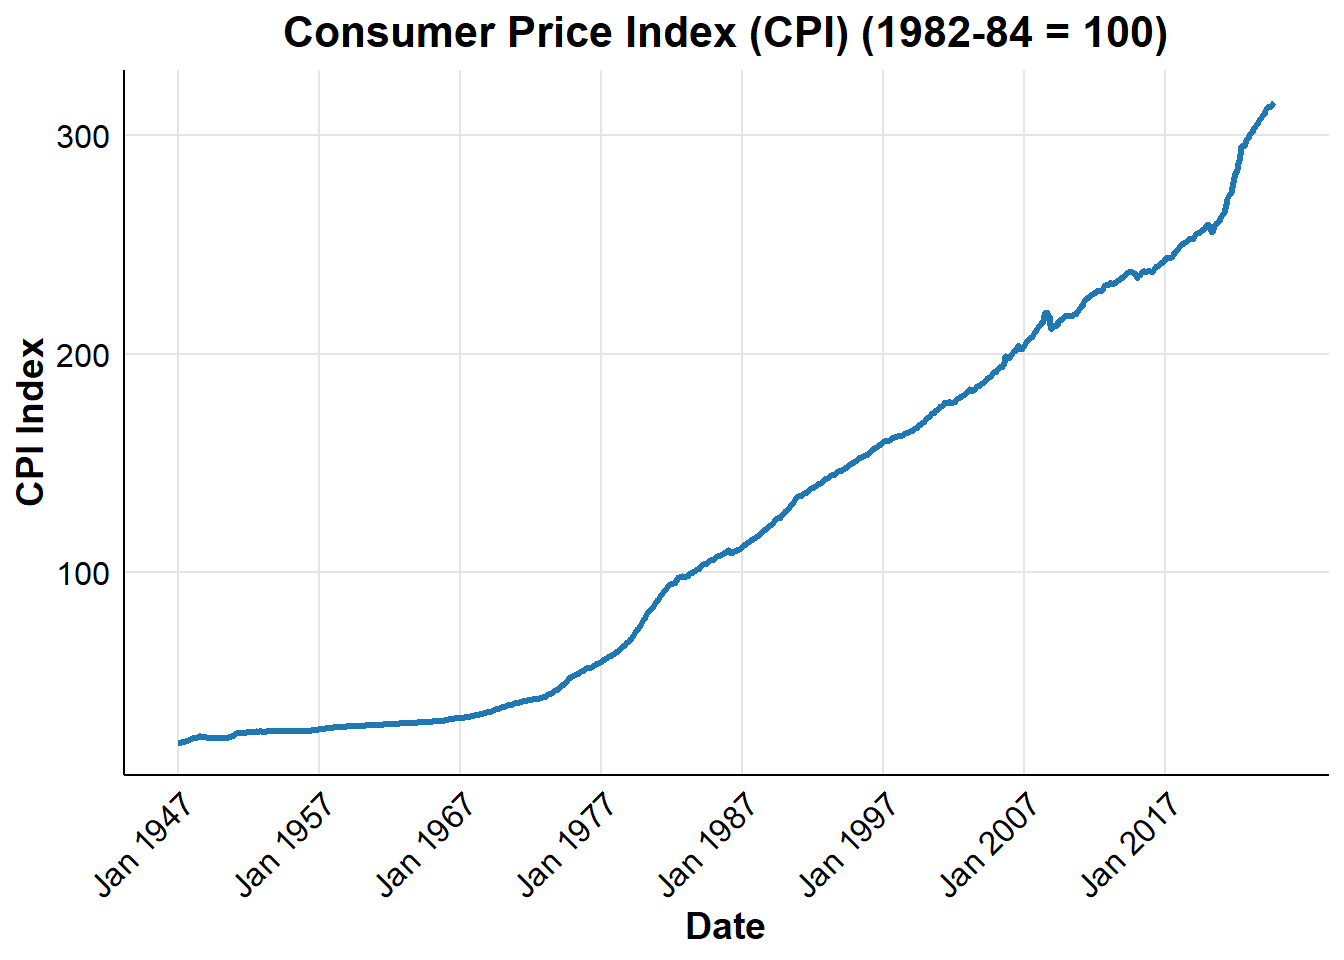 Consumer Price Index (CPI) (1982-84 = 100)
CPI Index
300
200
100
Jan 1947
Jan 1957
Jan 1967
Jan 1977
Jan 1987
Jan 1997
Jan 2007
Jan 2017
Date